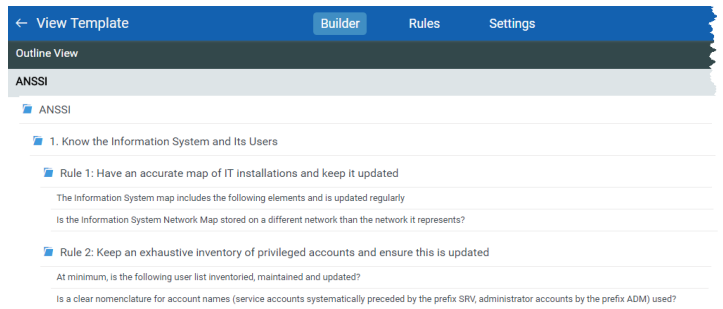 ← View Template Builder Rules Settings
Outline View
ANSSI
ANSSI
1. Know the Information System and Its Users
Rule 1: Have an accurate map of IT installations and keep it updated
The Information System map includes the following elements and is updated regularly
Is the Information System Network Map stored on a different network than the network it represents?
Rule 2: Keep an exhaustive inventory of privileged accounts and ensure this is updated
At minimum, is the following user list inventoried, maintained and updated?
Is a clear nomenclature for account names (service accounts systematically preceded by the prefix SRV, administrator accounts by the prefix ADM) used?